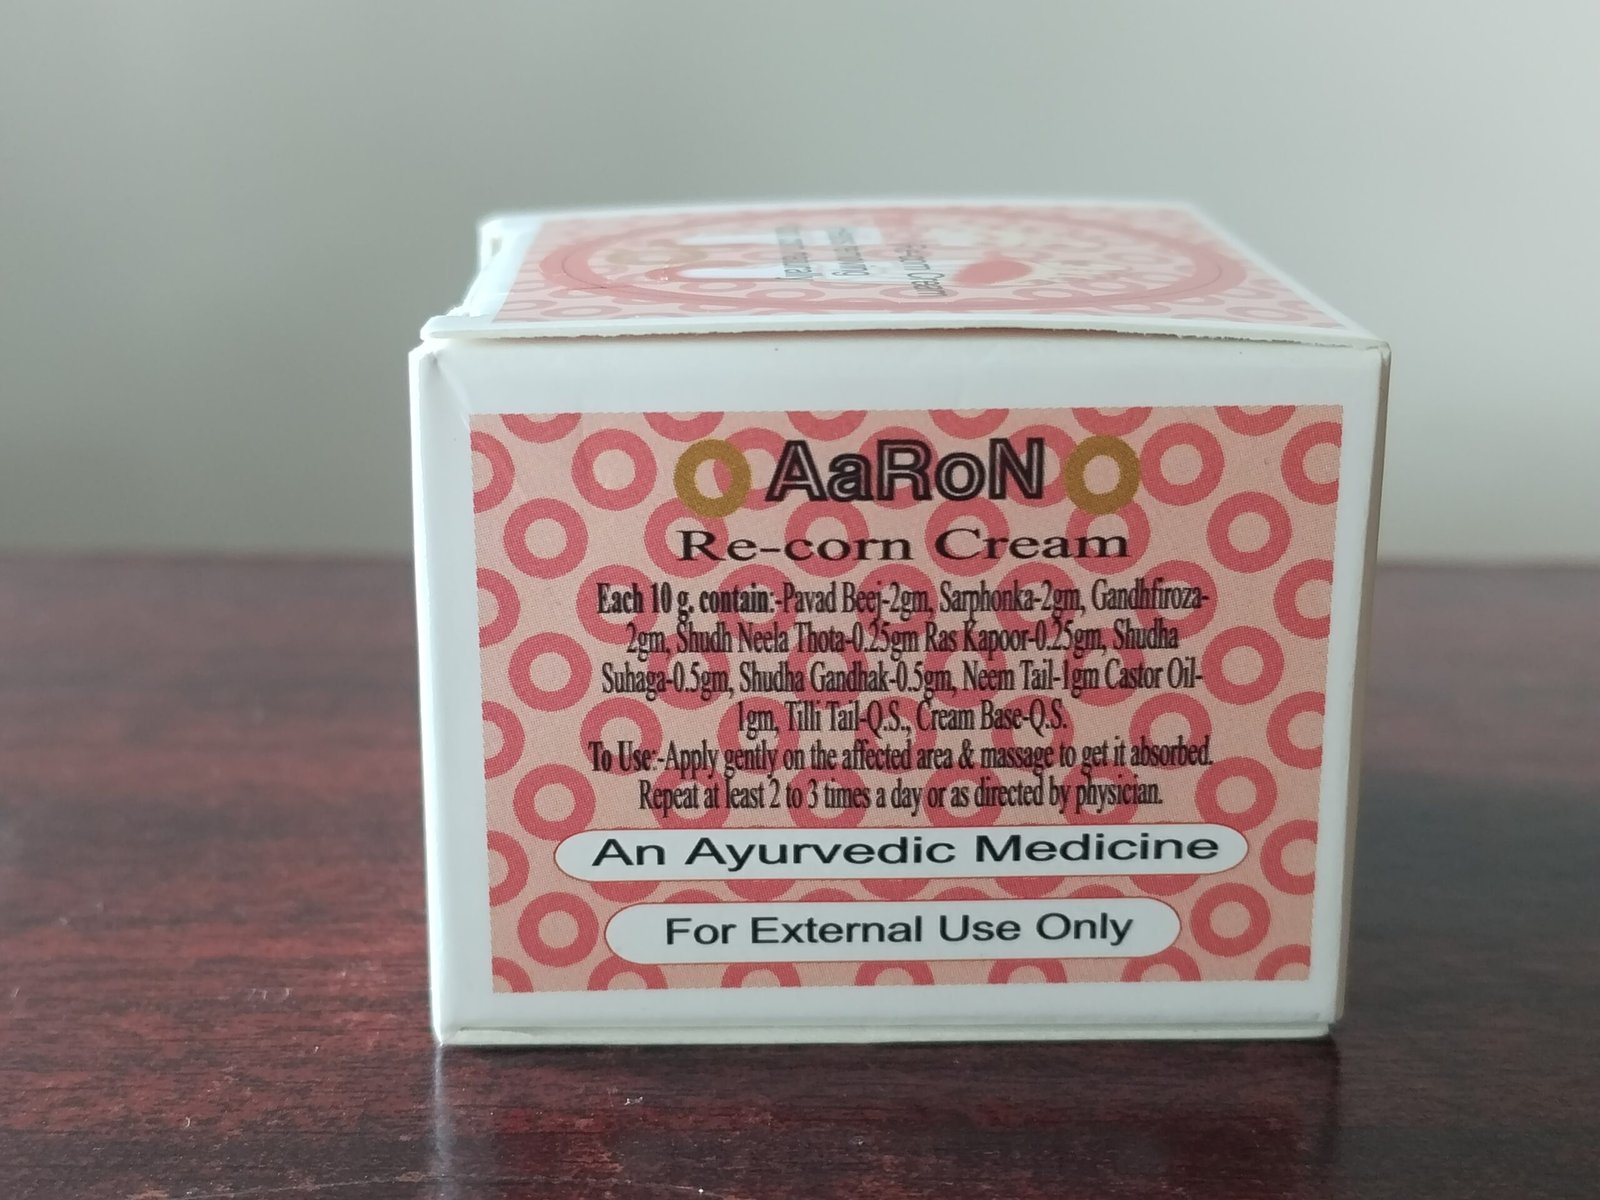 Re-corn Cream
AaRoN
Re-corn Cream
Each 10 g. contain:-Pavad Beej-2gm, Sarphonka-2gm, Gandhfiroza-
2gm, Shudh Neela Thota-0.25gm Ras Kapoor-0.25gm, Shudha
Suhaga-0.5gm, Shudha Gandhak-0.5gm, Neem Tail-1gm Castor Oil-
1gm, Tilli Tail-Q.S., Cream Base-Q.S.
To Use:-Apply gently on the affected area & massage to get it absorbed.
Repeat at least 2 to 3 times a day or as directed by physician.
An Ayurvedic Medicine
For External Use Only